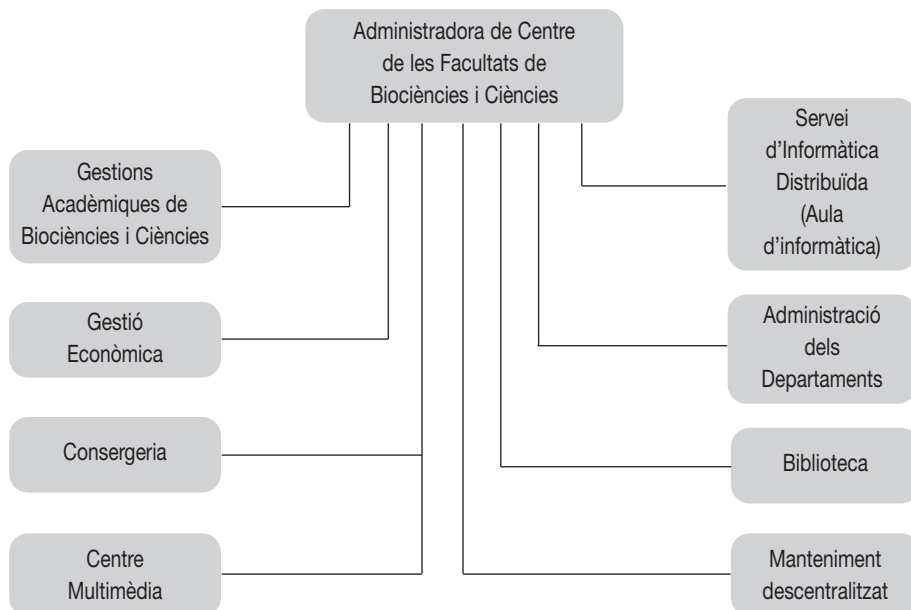 Administradora de Centre
de les Facultats de
Biociències i Ciències
Gestions
Acadèmiques de
Biociències i Ciències
Gestió
Econòmica
Consergeria
Centre
Multimèdia
Servei
d’Informàtica
Distribuïda
(Aula
d’informàtica)
Administració
dels
Departaments
Biblioteca
Manteniment
descentralitzat